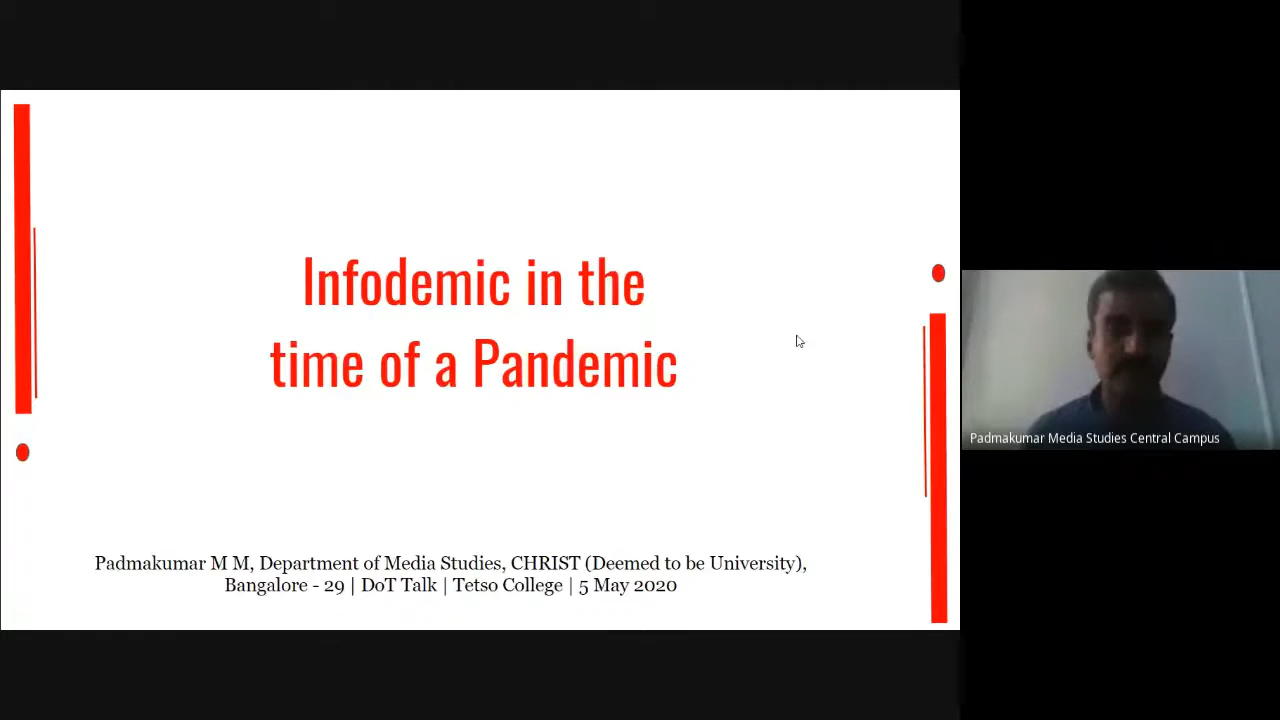 Infodemic in the
time of a Pandemic
Padmakumar M M, Department of Media Studies, CHRIST (Deemed to be University),
Bangalore - 29 | DoT Talk | Tetso College | 5 May 2020
Padmakumar Media Studies Central Campus